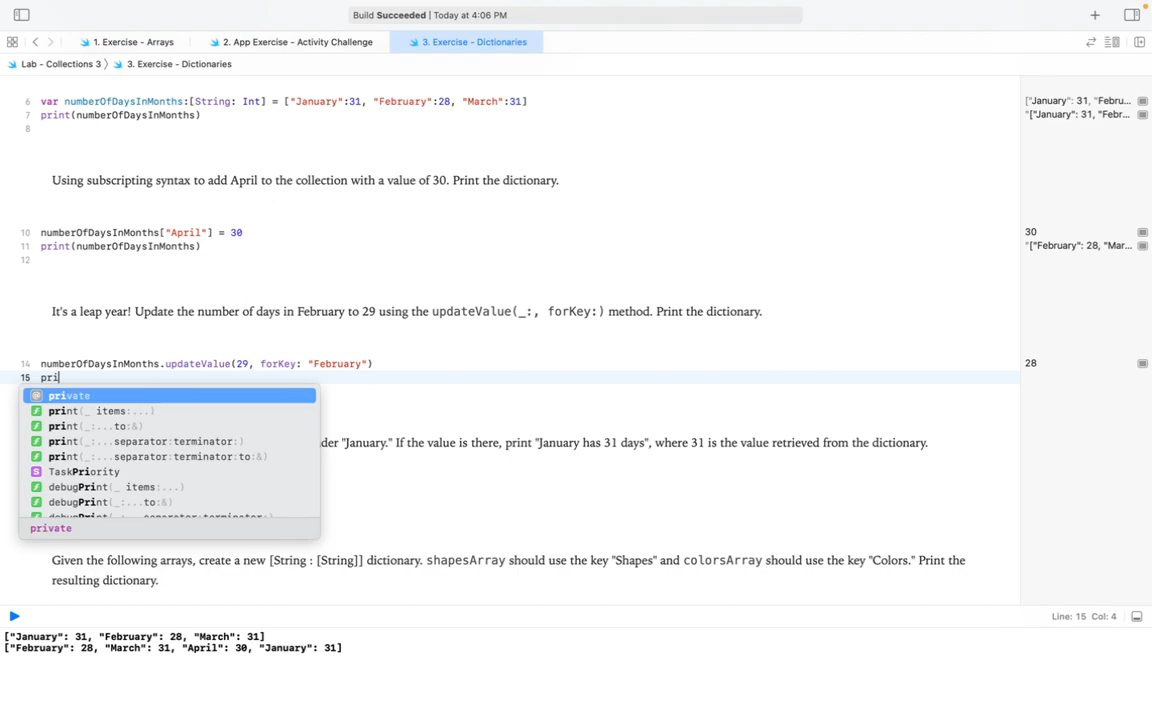 Build Succeeded | Today at 4:06 PM
1. Exercise - Arrays
2. App Exercise - Activity Challenge
3. Exercise - Dictionaries
Lab - Collections 3 〉 3. Exercise - Dictionaries
6 var numberOfDaysInMonths:[String: Int] = ["January":31, "February":28, "March":31]
["January": 31, "Febru...
7 print(numberOfDaysInMonths)
"["January": 31, "Febr...
8
Using subscripting syntax to add April to the collection with a value of 30. Print the dictionary.
10 numberOfDaysInMonths["April"] = 30
30
11 print(numberOfDaysInMonths)
"["February": 28, "Mar...
12
It's a leap year! Update the number of days in February to 29 using the updateValue(_:, forKey:) method. Print the dictionary.
14 numberOfDaysInMonths.updateValue(29, forKey: "February")
28
15 pri
private
print(_ items:...)
print(_:...to:&)
print(_:...separator:terminator:)
print(_:...separator:terminator:to:&)
TaskPriority
debugPrint(_ items:...)
debugPrint(_:...to:&)
debugPrint(_:...separator:terminator:)
private
der "January." If the value is there, print "January has 31 days", where 31 is the value retrieved from the dictionary.
Given the following arrays, create a new [String : [String]] dictionary. shapesArray should use the key "Shapes" and colorsArray should use the key "Colors." Print the
resulting dictionary.
Line: 15 Col: 4
["January": 31, "February": 28, "March": 31]
["February": 28, "March": 31, "April": 30, "January": 31]